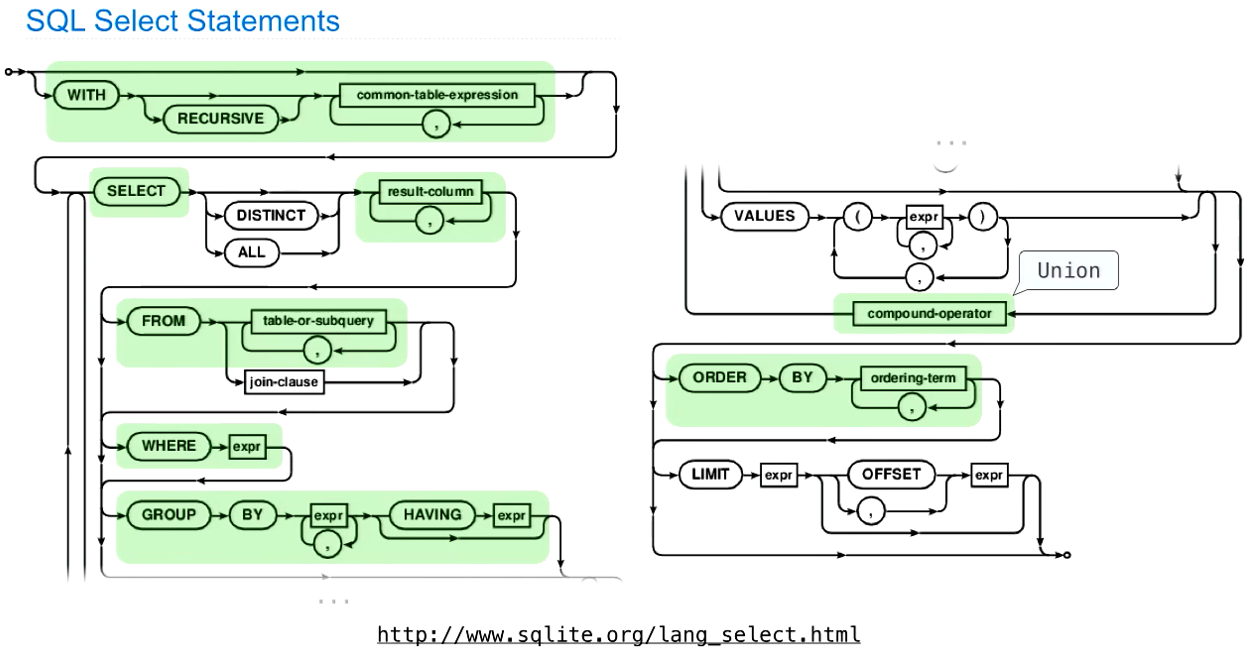 SQL Select Statements
WITH
RECURSIVE
common-table-expression
,
SELECT
DISTINCT
ALL
result-column
,
FROM
table-or-subquery
,
join-clause
WHERE expr
GROUP BY expr HAVING expr
,
...
...
VALUES ( expr )
,
,
Union
compound-operator
ORDER BY ordering-term
,
LIMIT expr OFFSET expr
,
http://www.sqlite.org/lang_select.html